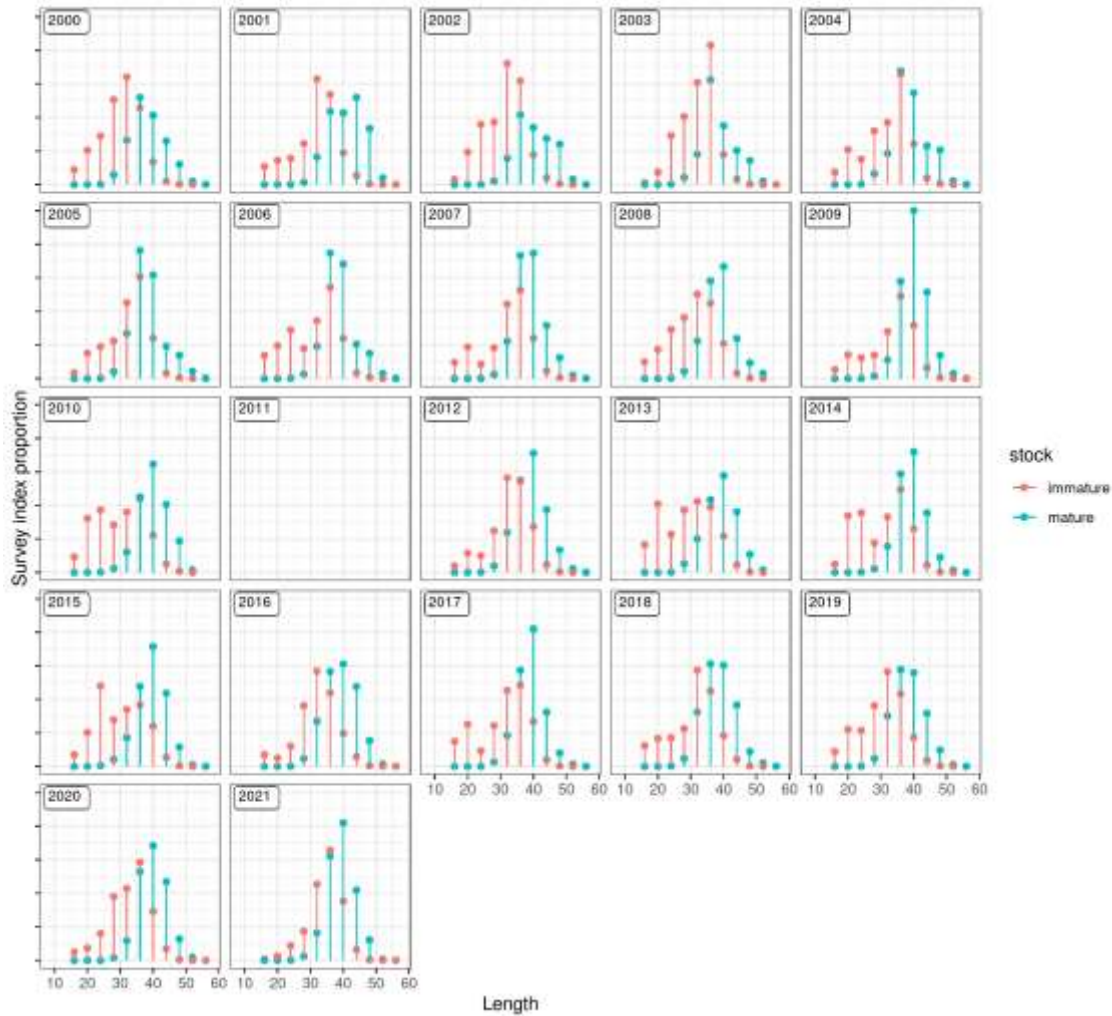 2000 2001 2002 2003 2004
2005 2006 2007 2008 2009
2010 2011 2012 2013 2014
Survey index proportion
stock
immature
mature
2015 2016 2017 2018 2019
10 20 30 40 50 60 10 20 30 40 50 60 10 20 30 40 50 60
2020 2021
10 20 30 40 50 60 10 20 30 40 50 60
Length